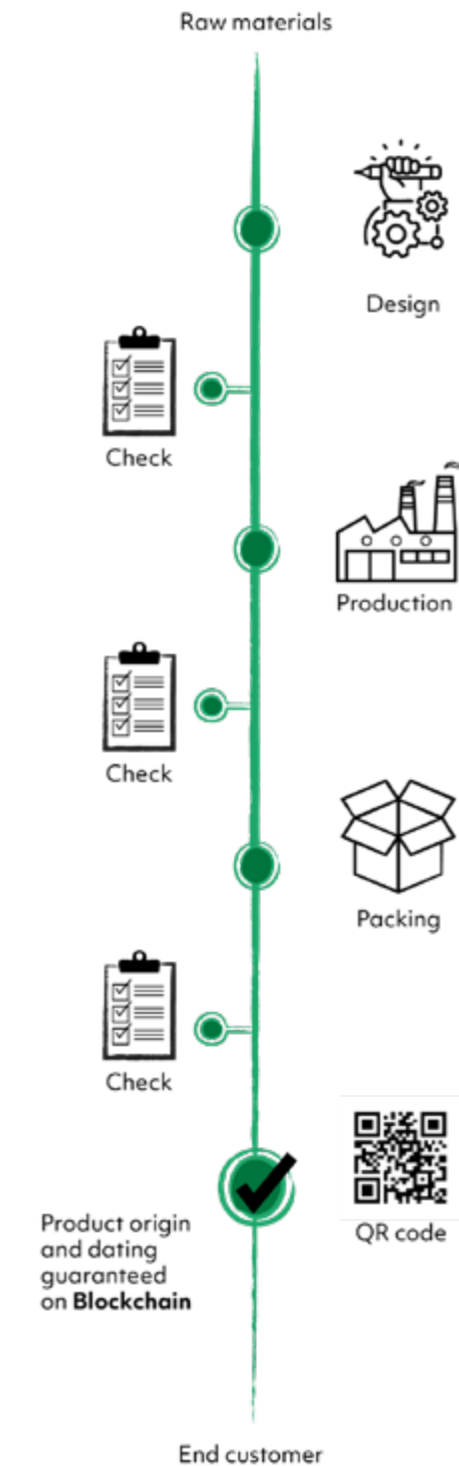 Raw materials
Design
Check
Production
Check
Packing
Check
QR code
Product origin
and dating
guaranteed
on Blockchain
End customer